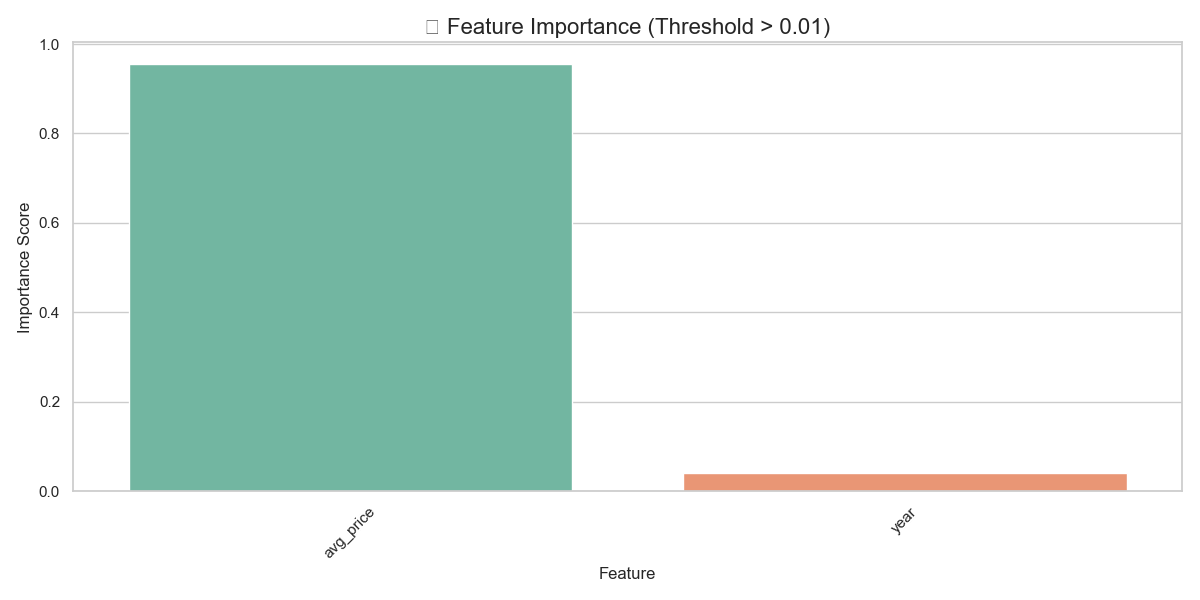 Feature Importance (Threshold > 0.01)
1.0
0.8
0.6
0.4
0.2
0.0
Importance Score
avg_price
year
Feature